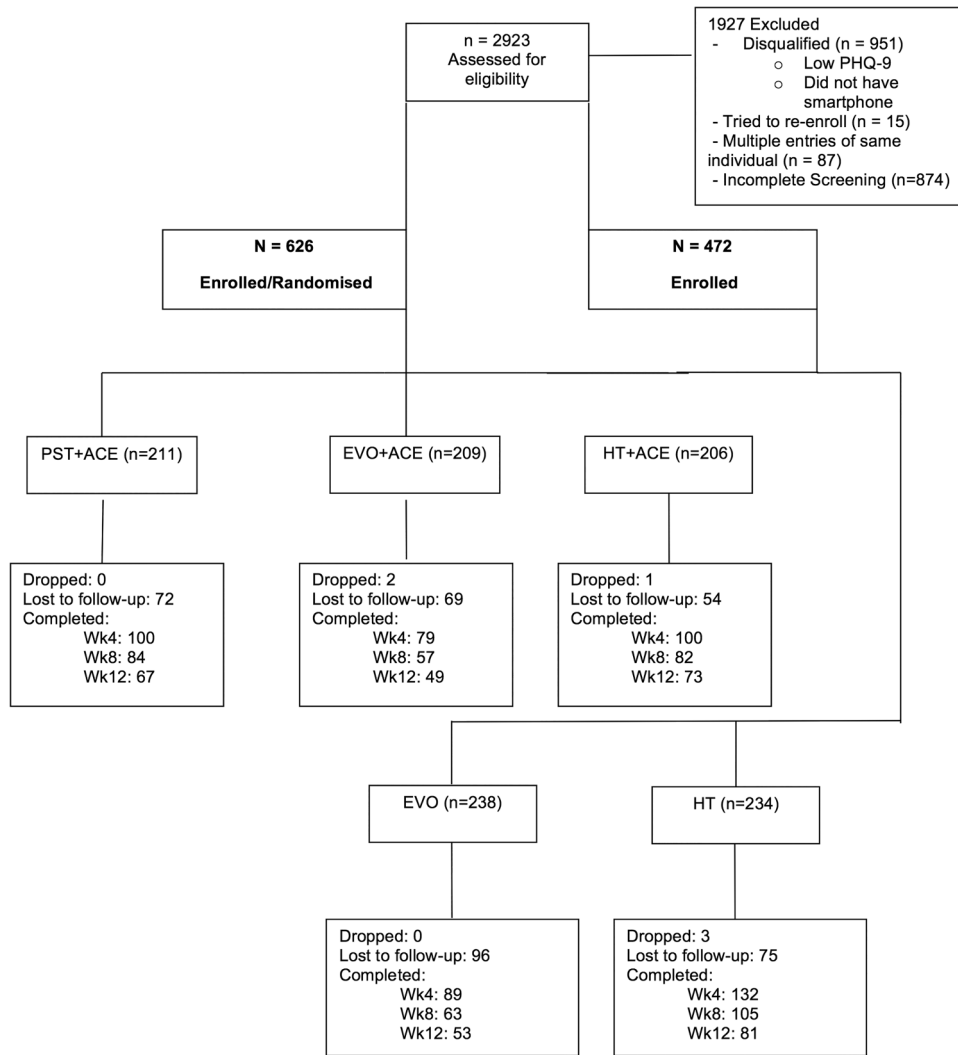 n = 2923
Assessed for
eligibility
1927 Excluded
- Disqualified (n = 951)
o Low PHQ-9
o Did not have
smartphone
- Tried to re-enroll (n = 15)
- Multiple entries of same
individual (n = 87)
- Incomplete Screening (n=874)
N = 626
Enrolled/Randomised
N = 472
Enrolled
PST+ACE (n=211)
EVO+ACE (n=209)
HT+ACE (n=206)
Dropped: 0
Lost to follow-up: 72
Completed:
Wk4: 100
Wk8: 84
Wk12: 67
Dropped: 2
Lost to follow-up: 69
Completed:
Wk4: 79
Wk8: 57
Wk12: 49
Dropped: 1
Lost to follow-up: 54
Completed:
Wk4: 100
Wk8: 82
Wk12: 73
EVO (n=238)
HT (n=234)
Dropped: 0
Lost to follow-up: 96
Completed:
Wk4: 89
Wk8: 63
Wk12: 53
Dropped: 3
Lost to follow-up: 75
Completed:
Wk4: 132
Wk8: 105
Wk12: 81